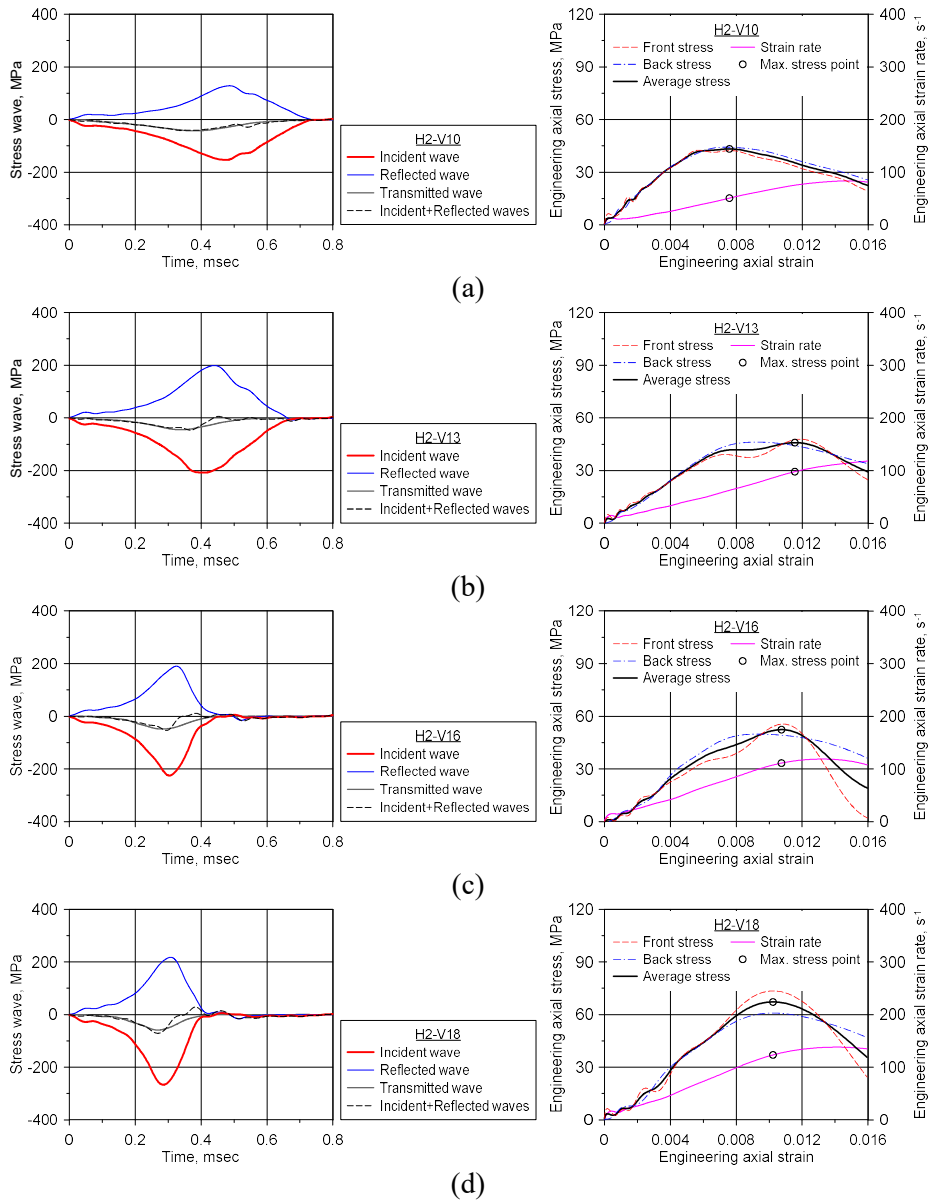 400
200
0
-200
-400
Stress wave, MPa
0 0.2 0.4 0.6 0.8
Time, msec
H2-V10
Incident wave
Reflected wave
Transmitted wave
Incident+Reflected waves
120
90
60
30
0
Engineering axial stress, MPa
H2-V10
Front stress Strain rate
Back stress Max. stress point
Average stress
400
300
200
100
0
Engineering axial strain rate, s-1
0 0.004 0.008 0.012 0.016
Engineering axial strain
(a)
400
200
0
-200
-400
Stress wave, MPa
0 0.2 0.4 0.6 0.8
Time, msec
H2-V13
Incident wave
Reflected wave
Transmitted wave
Incident+Reflected waves
120
90
60
30
0
Engineering axial stress, MPa
H2-V13
Front stress Strain rate
Back stress Max. stress point
Average stress
400
300
200
100
0
Engineering axial strain rate, s-1
0 0.004 0.008 0.012 0.016
Engineering axial strain
(b)
400
200
0
-200
-400
Stress wave, MPa
0 0.2 0.4 0.6 0.8
Time, msec
H2-V16
Incident wave
Reflected wave
Transmitted wave
Incident+Reflected waves
120
90
60
30
0
Engineering axial stress, MPa
H2-V16
Front stress Strain rate
Back stress Max. stress point
Average stress
400
300
200
100
0
Engineering axial strain rate, s-1
0 0.004 0.008 0.012 0.016
Engineering axial strain
(c)
400
200
0
-200
-400
Stress wave, MPa
0 0.2 0.4 0.6 0.8
Time, msec
H2-V18
Incident wave
Reflected wave
Transmitted wave
Incident+Reflected waves
120
90
60
30
0
Engineering axial stress, MPa
H2-V18
Front stress Strain rate
Back stress Max. stress point
Average stress
400
300
200
100
0
Engineering axial strain rate, s-1
0 0.004 0.008 0.012 0.016
Engineering axial strain
(d)